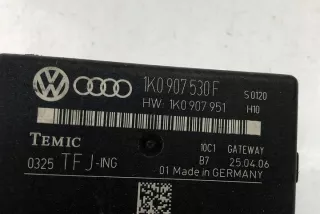 1K0 907 530 F S0120
HW: 1K0 907 951 H10
TEMIC 10C1 GATEWAY
0325 TFJ-ING B7 25.04.06
01 Made in GERMANY